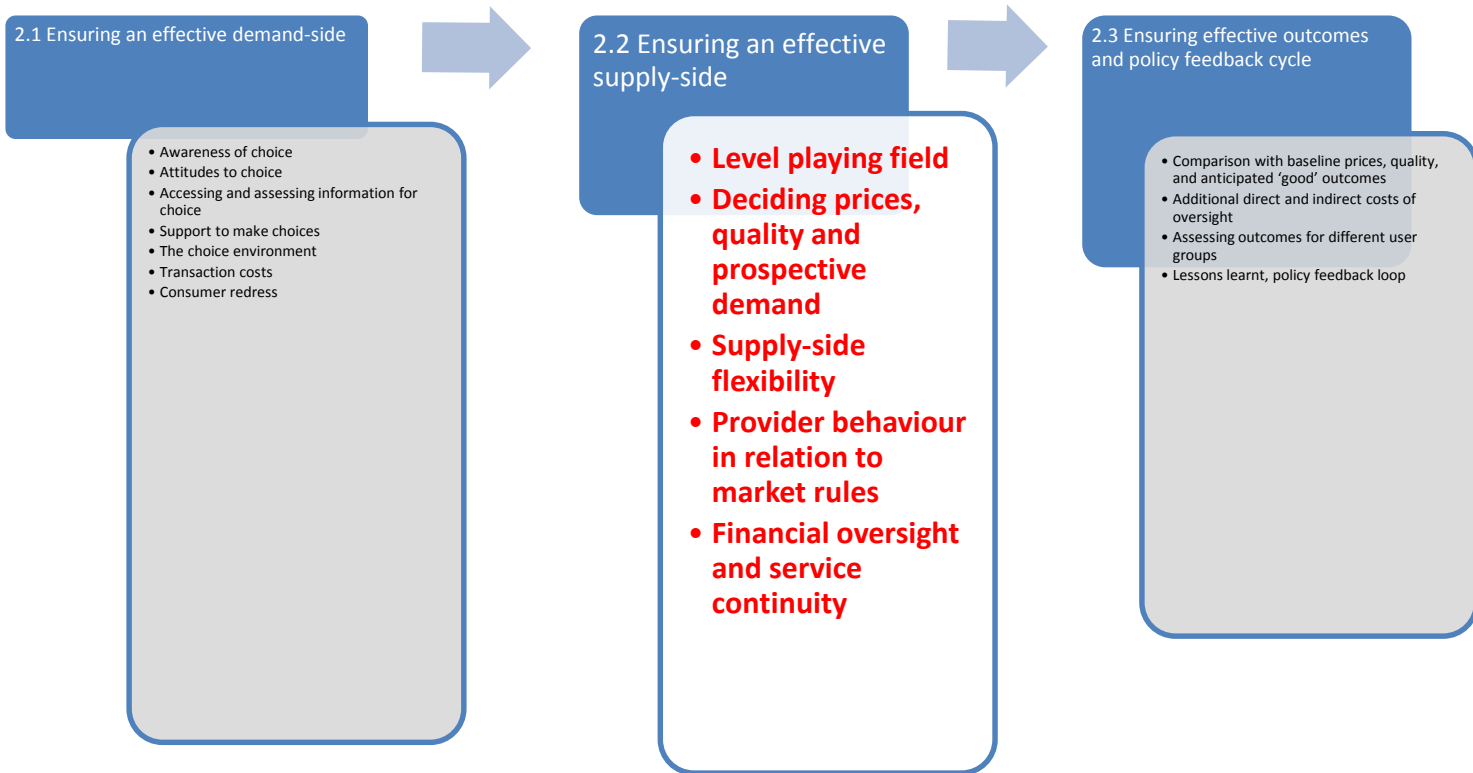 2.1 Ensuring an effective demand-side
• Awareness of choice
• Attitudes to choice
• Accessing and assessing information for
choice
• Support to make choices
• The choice environment
• Transaction costs
• Consumer redress
2.2 Ensuring an effective
supply-side
• Level playing field
• Deciding prices,
quality and
prospective
demand
• Supply-side
flexibility
• Provider behaviour
in relation to
market rules
• Financial oversight
and service
continuity
2.3 Ensuring effective outcomes
and policy feedback cycle
• Comparison with baseline prices, quality,
and anticipated ‘good’ outcomes
• Additional direct and indirect costs of
oversight
• Assessing outcomes for different user
groups
• Lessons learnt, policy feedback loop